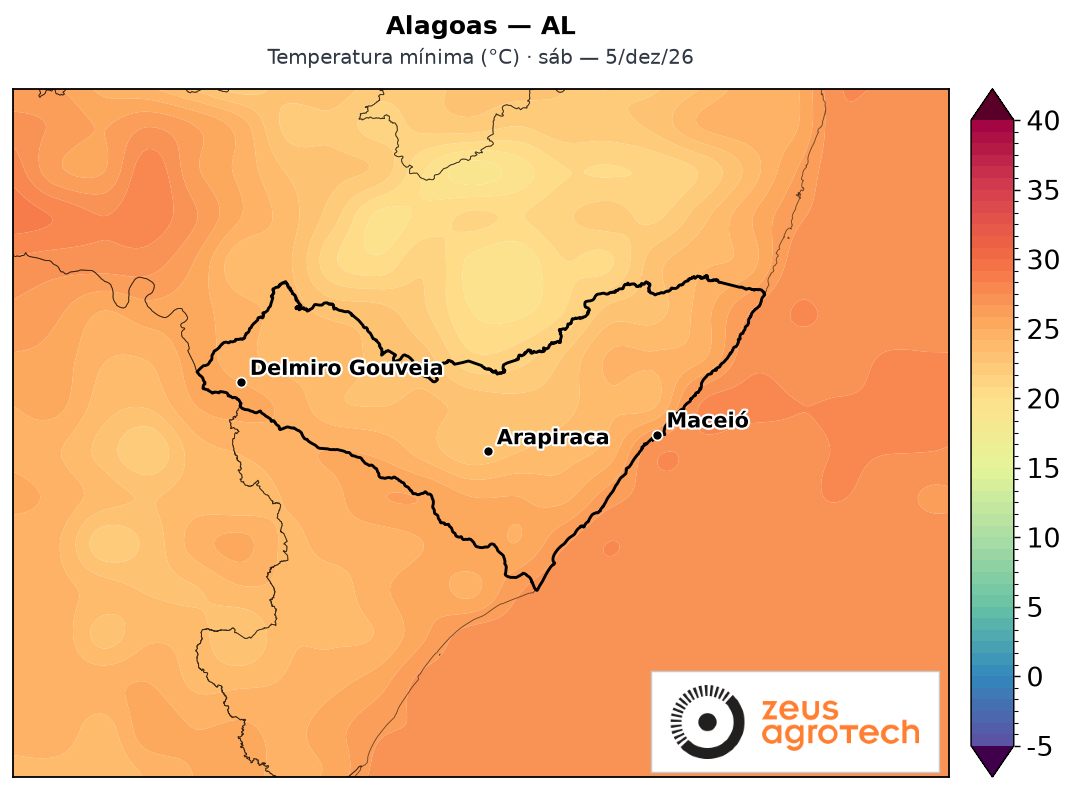 Alagoas — AL
Temperatura mínima (°C) · sáb — 5/dez/26
Delmiro Gouveia
Arapiraca
Maceió
40
35
30
25
20
15
10
5
0
-5
zeus
agrotech